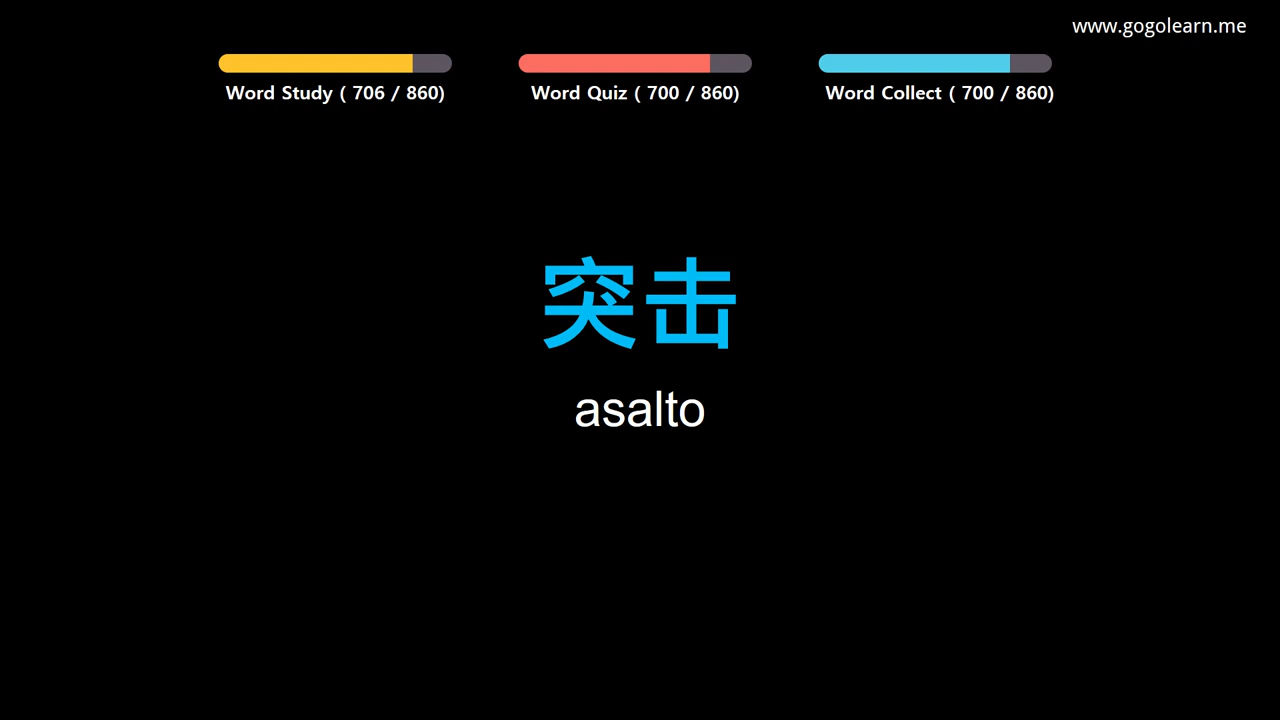 www.gogolearn.me
Word Study ( 706 / 860)
Word Quiz ( 700 / 860)
Word Collect ( 700 / 860)
突击
asalto